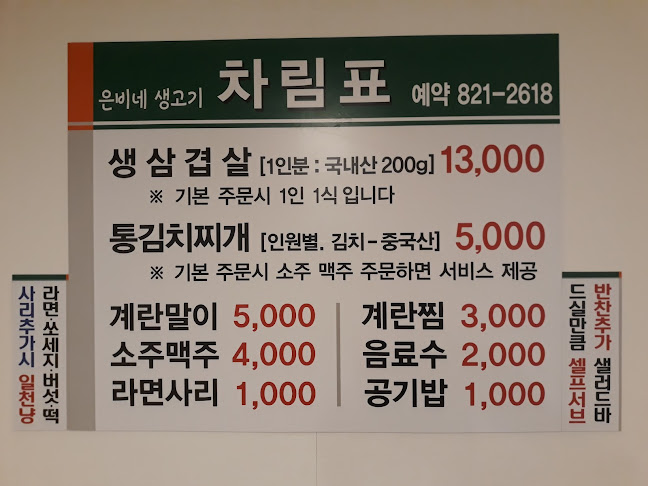 은비네 생고기 차림표 예약 821-2618
생삼겹살 [1인분 : 국내산 200g] 13,000
※ 기본 주문시 1인 1식 입니다
통김치찌개 [인원별. 김치-중국산] 5,000
※ 기본 주문시 소주 맥주 주문하면 서비스 제공
계란말이 5,000 계란찜 3,000
소주맥주 4,000 음료수 2,000
라면사리 1,000 공기밥 1,000
라면·쏘세지·버섯·떡
사리추가시 일천냥
반찬추가 샐러드바
드실만큼 셀프서브